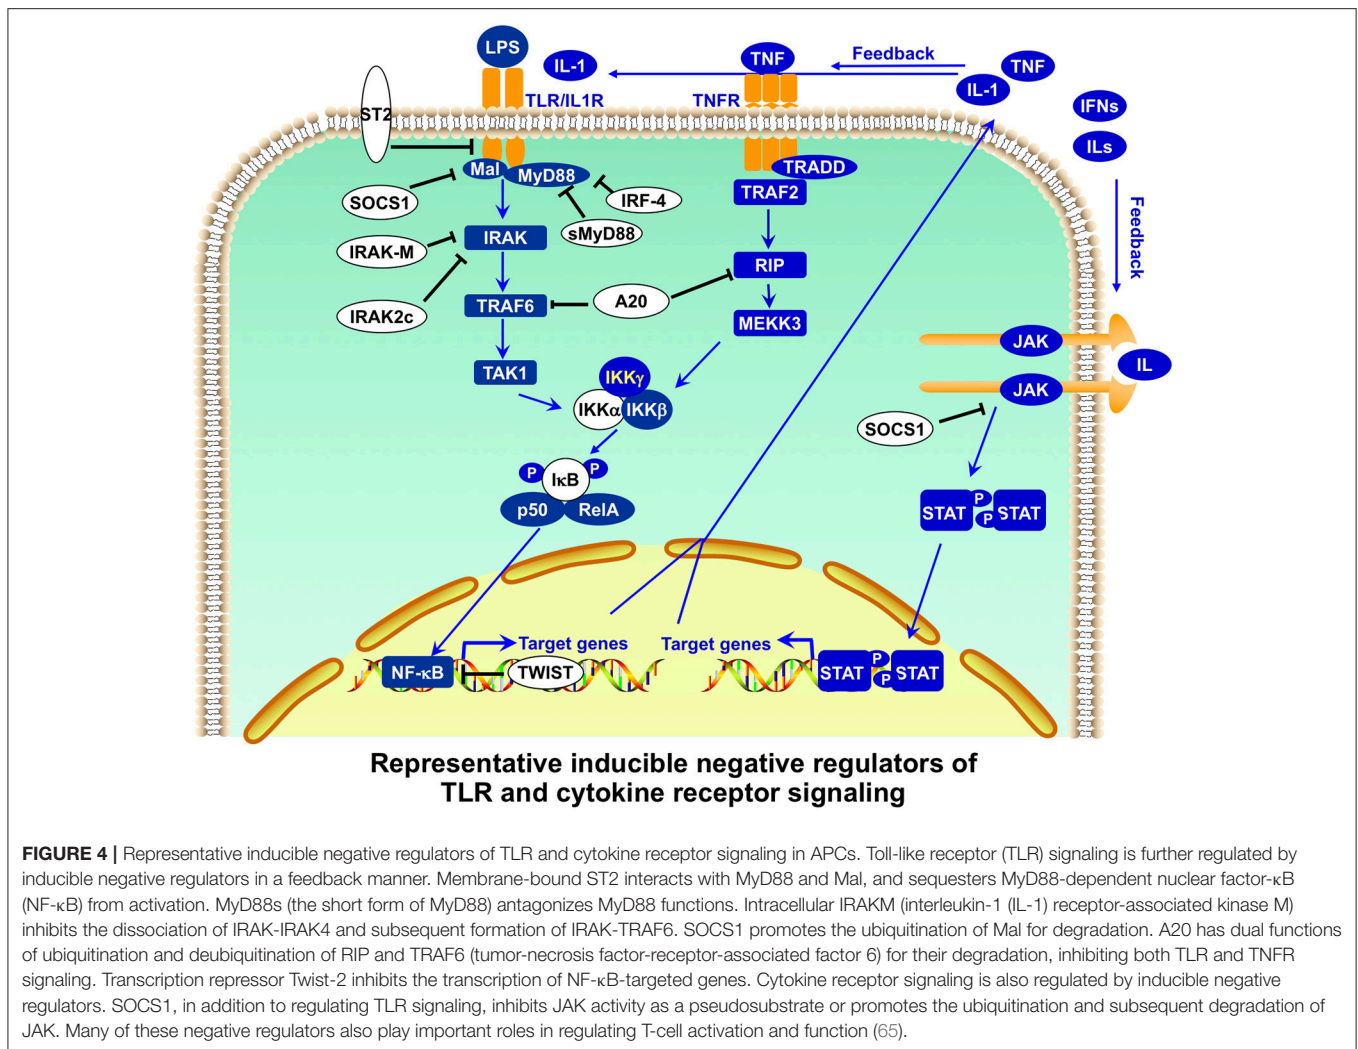 LPS
IL-1
TNF
Feedback
TNF
IL-1
TLR/IL1R
TNFR
IFNs
ST2
ILs
Mal
MyD88
TRADD
TRAF2
SOCS1
IRF-4
sMyD88
Feedback
IRAK-M
IRAK
RIP
IRAK2c
TRAF6
A20
MEKK3
JAK
IL
TAK1
IKKγ
JAK
IKKα
IKKβ
SOCS1
P
IκB
P
p50
RelA
STAT
P
P
STAT
Target genes
Target genes
NF-κB
TWIST
STAT
P
P
STAT
Representative inducible negative regulators of
TLR and cytokine receptor signaling
FIGURE 4 | Representative inducible negative regulators of TLR and cytokine receptor signaling in APCs. Toll-like receptor (TLR) signaling is further regulated by
inducible negative regulators in a feedback manner. Membrane-bound ST2 interacts with MyD88 and Mal, and sequesters MyD88-dependent nuclear factor-κB
(NF-κB) from activation. MyD88s (the short form of MyD88) antagonizes MyD88 functions. Intracellular IRAKM (interleukin-1 (IL-1) receptor-associated kinase M)
inhibits the dissociation of IRAK-IRAK4 and subsequent formation of IRAK-TRAF6. SOCS1 promotes the ubiquitination of Mal for degradation. A20 has dual functions
of ubiquitination and deubiquitination of RIP and TRAF6 (tumor-necrosis factor-receptor-associated factor 6) for their degradation, inhibiting both TLR and TNFR
signaling. Transcription repressor Twist-2 inhibits the transcription of NF-κB-targeted genes. Cytokine receptor signaling is also regulated by inducible negative
regulators. SOCS1, in addition to regulating TLR signaling, inhibits JAK activity as a pseudosubstrate or promotes the ubiquitination and subsequent degradation of
JAK. Many of these negative regulators also play important roles in regulating T-cell activation and function (65).